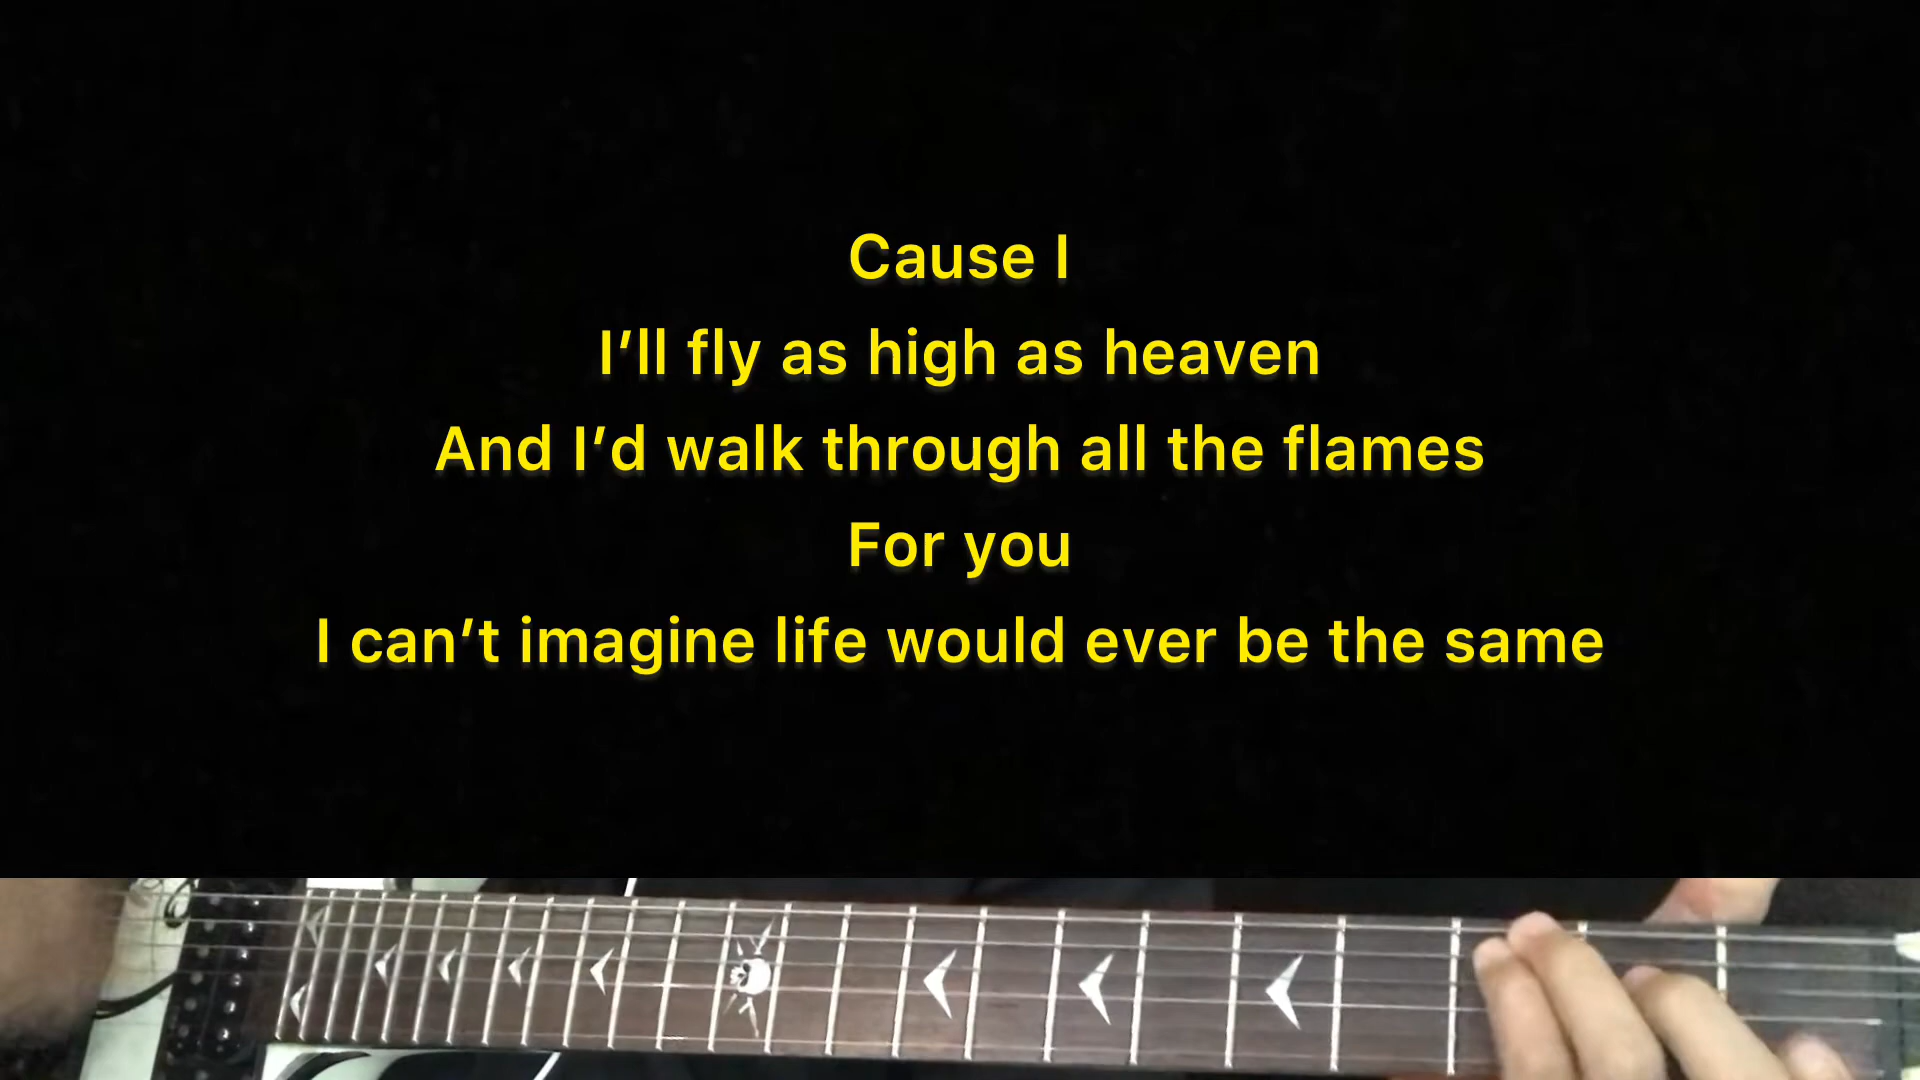 Cause I
I’ll fly as high as heaven
And I’d walk through all the flames
For you
I can’t imagine life would ever be the same